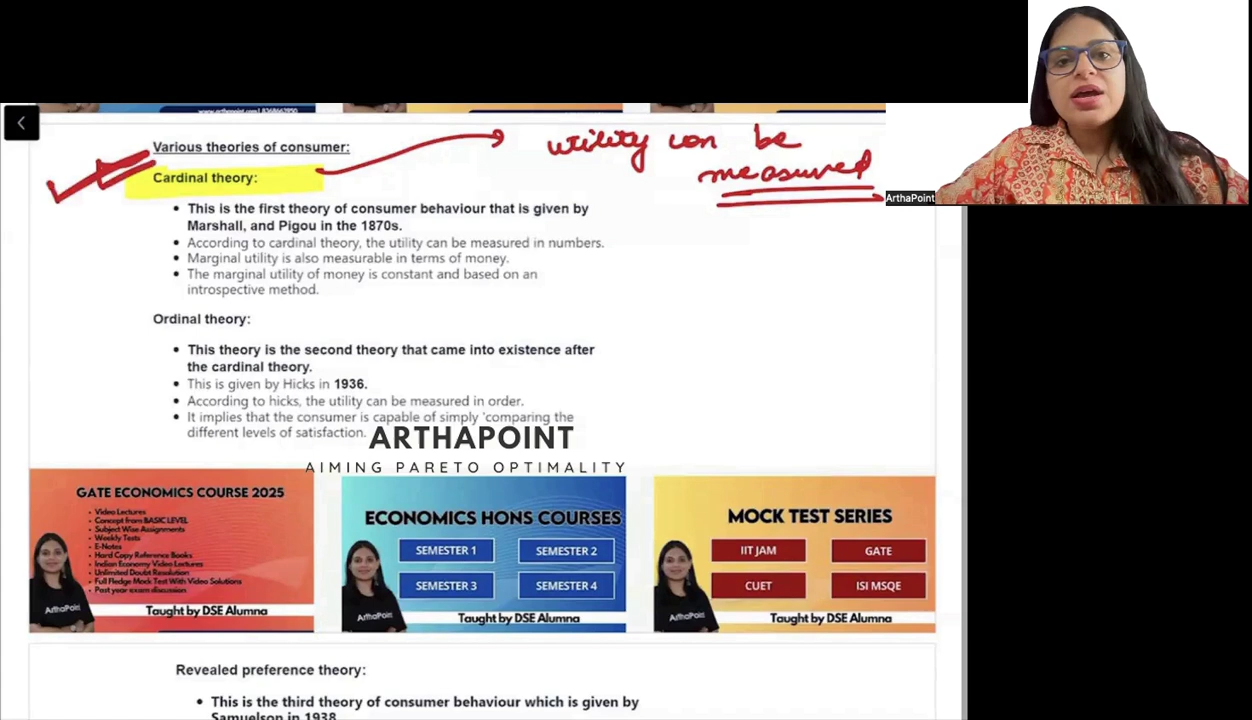 www.arthapoint.com | 8268662950
Various theories of consumer:
utility can be
measured
Cardinal theory:
ArthaPoint
• This is the first theory of consumer behaviour that is given by
Marshall, and Pigou in the 1870s.
• According to cardinal theory, the utility can be measured in numbers.
• Marginal utility is also measurable in terms of money.
• The marginal utility of money is constant and based on an
introspective method.
Ordinal theory:
• This theory is the second theory that came into existence after
the cardinal theory.
• This is given by Hicks in 1936.
• According to hicks, the utility can be measured in order.
• It implies that the consumer is capable of simply 'comparing the
different levels of satisfaction.
ARTHAPOINT
AIMING PARETO OPTIMALITY
GATE ECONOMICS COURSE 2025
• Video Lectures
• Concept from BASIC LEVEL
• Subject Wise Assignments
• Weekly Tests
• E-Notes
• Hard Copy Reference Books
• Indian Economy Video Lectures
• Unlimited Doubt Resolution
• Full Fledge Mock Test With Video Solutions
• Past year exam discussion
ArthaPoint
Taught by DSE Alumna
ECONOMICS HONS COURSES
SEMESTER 1
SEMESTER 2
SEMESTER 3
SEMESTER 4
ArthaPoint
Taught by DSE Alumna
MOCK TEST SERIES
IIT JAM
GATE
CUET
ISI MSQE
ArthaPoint
Taught by DSE Alumna
Revealed preference theory:
• This is the third theory of consumer behaviour which is given by
Samuelson in 1938